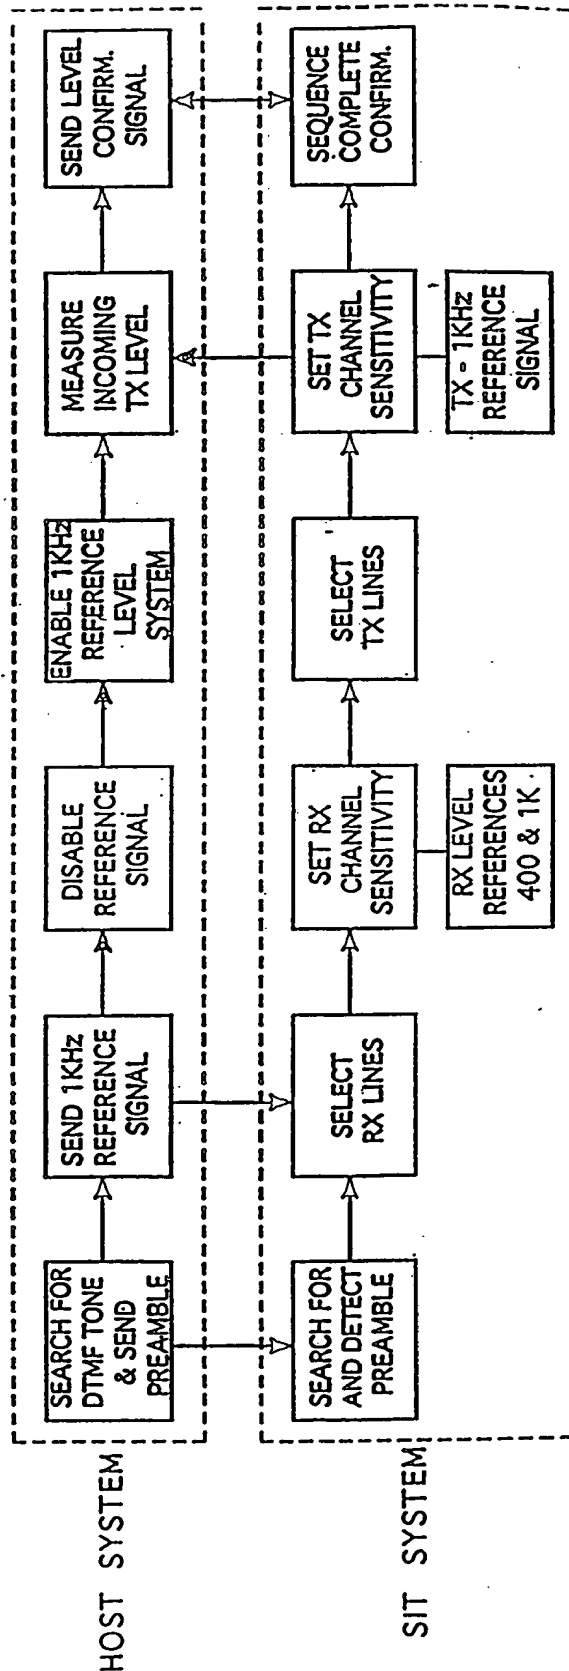 HOST SYSTEM
SEARCH FOR
DTMF TONE
& SEND
PREAMBLE
SEND 1KHz
REFERENCE
SIGNAL
DISABLE
REFERENCE
SIGNAL
ENABLE 1KHz
REFERENCE
LEVEL
SYSTEM
MEASURE
INCOMING
TX LEVEL
SEND LEVEL
CONFIRM.
SIGNAL
SIT SYSTEM
SEARCH FOR
AND DETECT
PREAMBLE
SELECT
RX LINES
SET RX
CHANNEL
SENSITIVITY
SELECT
TX LINES
SET TX
CHANNEL
SENSITIVITY
SEQUENCE
COMPLETE
CONFIRM.
RX LEVEL
REFERENCES
400 & 1K
TX - 1KHz
REFERENCE
SIGNAL